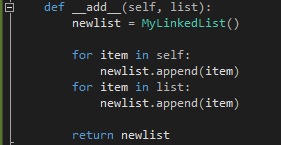 def __add__(self, list):
newlist = MyLinkedList()
for item in self:
newlist.append(item)
for item in list:
newlist.append(item)
return newlist